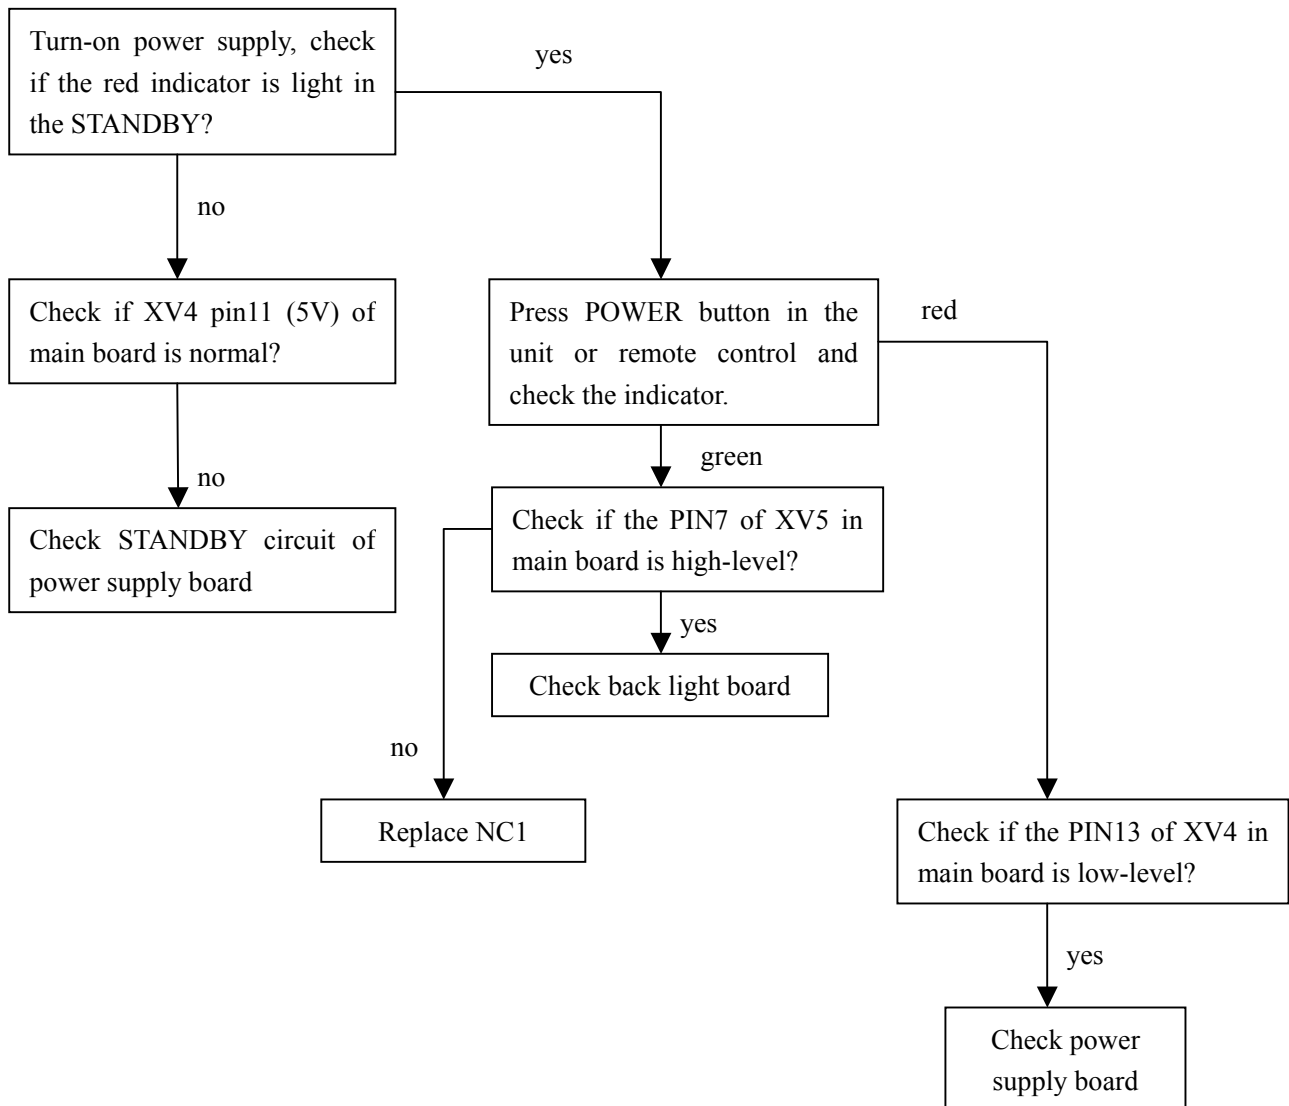 Turn-on power supply, check
if the red indicator is light in
the STANDBY?
yes
no
Check if XV4 pin11 (5V) of
main board is normal?
Press POWER button in the
unit or remote control and
check the indicator.
red
green
no
Check STANDBY circuit of
power supply board
Check if the PIN7 of XV5 in
main board is high-level?
yes
Check back light board
no
Replace NC1
Check if the PIN13 of XV4 in
main board is low-level?
yes
Check power
supply board